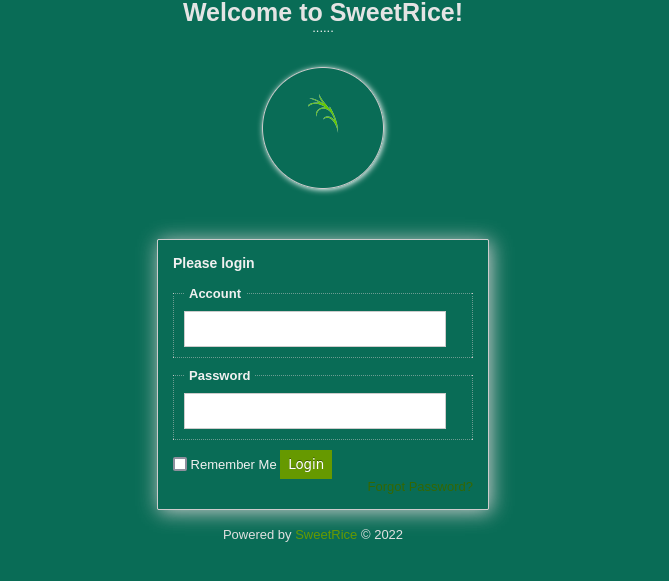 Welcome to SweetRice!
......
Please login
Account
Password
Remember Me Login
Forgot Password?
Powered by SweetRice © 2022